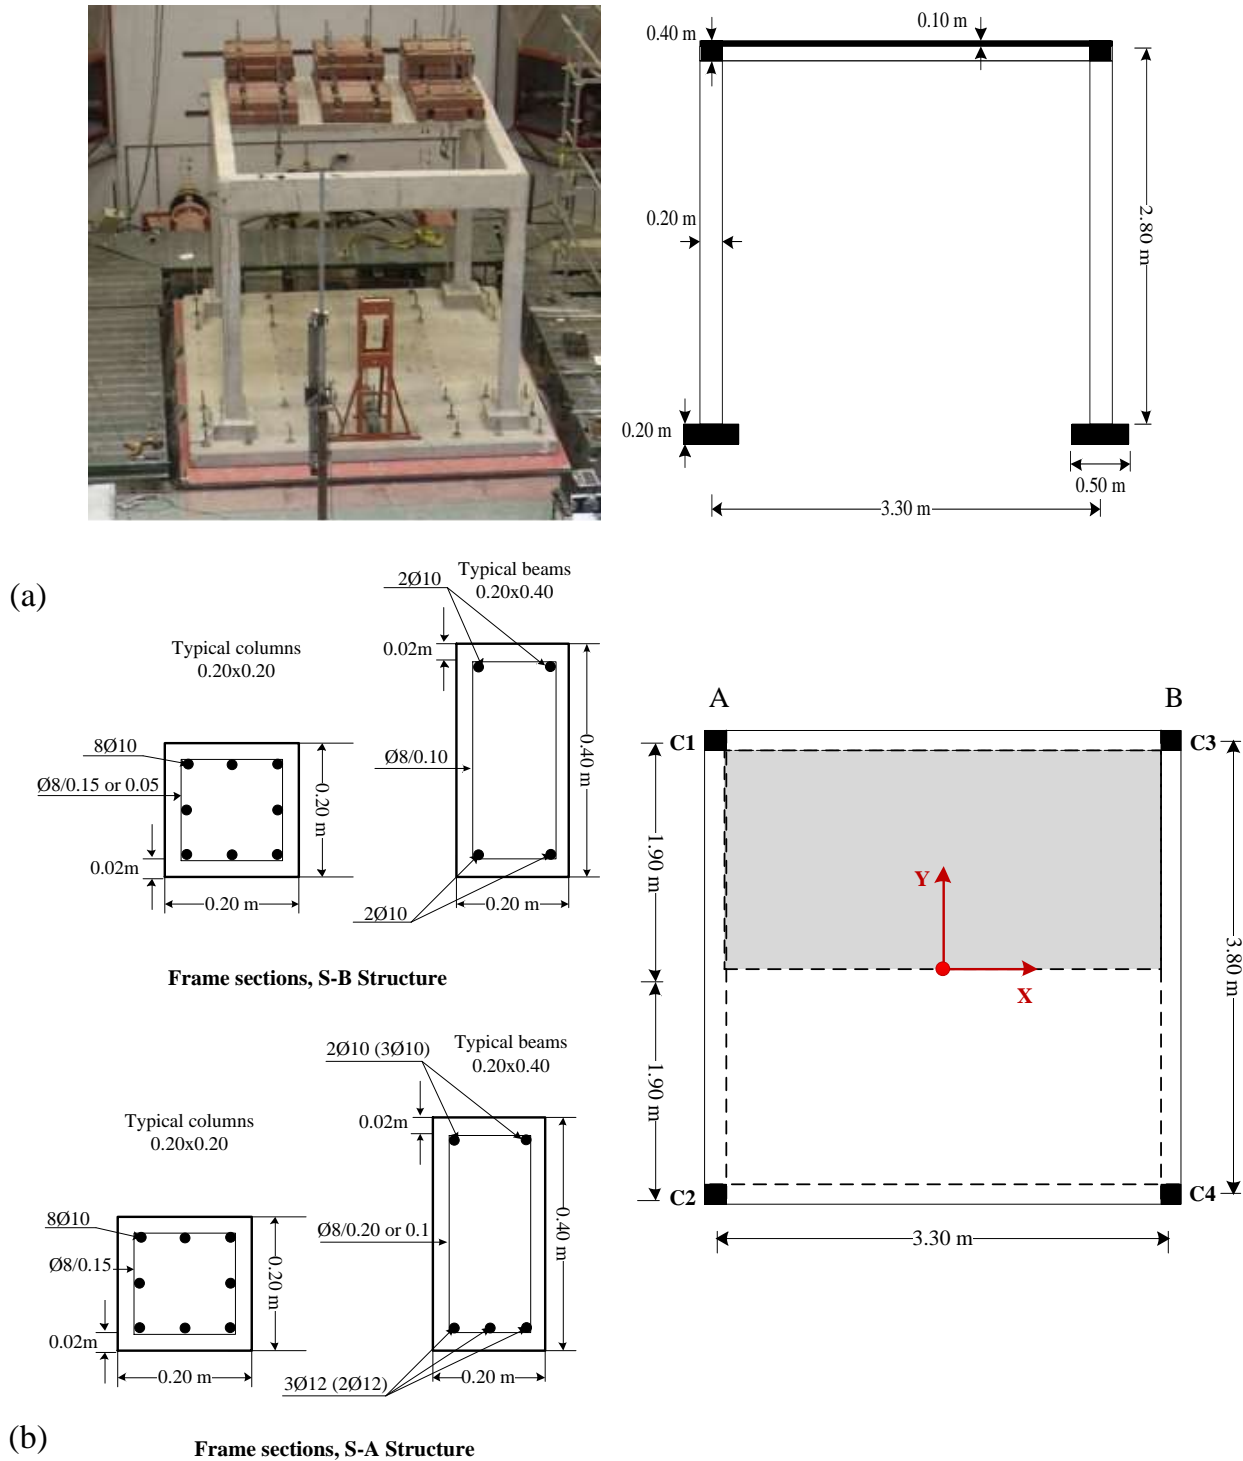 0.40 m
0.10 m
0.20 m
2.80 m
0.20 m
0.50 m
3.30 m
(a)
Typical beams
0.20x0.40
2Ø10
0.02m
Typical columns
0.20x0.20
8Ø10
Ø8/0.15 or 0.05
Ø8/0.10
0.40 m
0.20 m
0.02m
0.20 m
0.20 m
2Ø10
Frame sections, S-B Structure
A
B
C1
C3
1.90 m
Y
X
3.80 m
1.90 m
C2
C4
3.30 m
2Ø10 (3Ø10)
Typical beams
0.20x0.40
0.02m
Typical columns
0.20x0.20
8Ø10
Ø8/0.15
Ø8/0.20 or 0.1
0.40 m
0.20 m
0.02m
0.20 m
0.20 m
3Ø12 (2Ø12)
(b)
Frame sections, S-A Structure